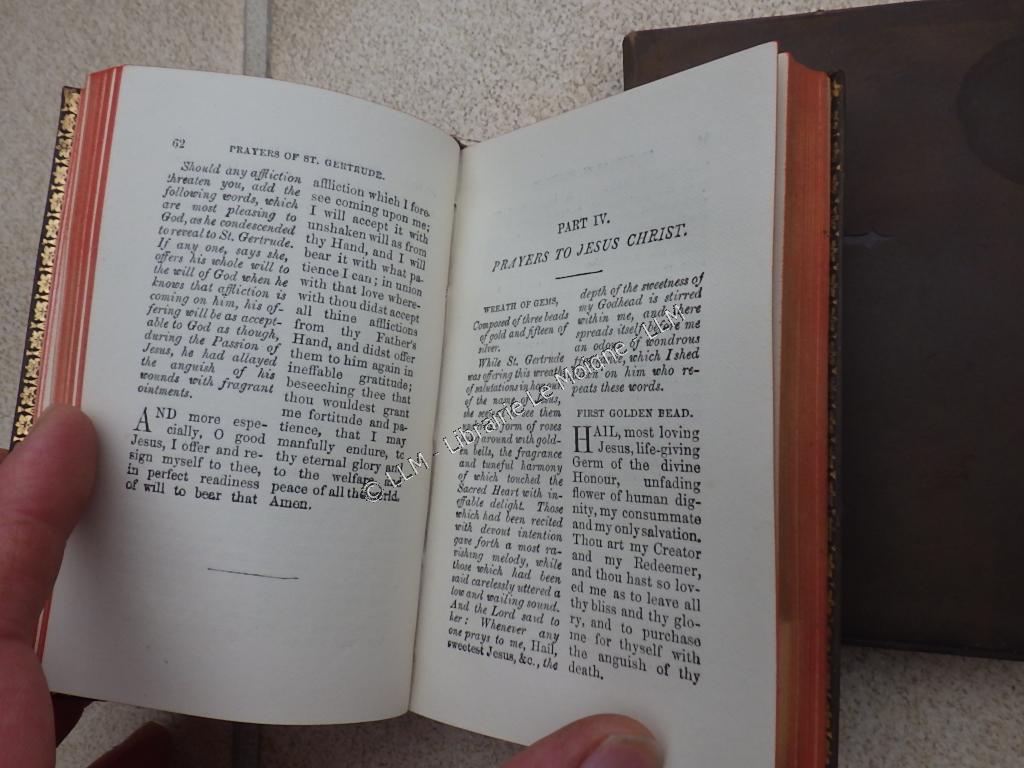 62
PRAYERS OF ST. GERTRUDE.
Should any affliction
threaten you, add the
following words, which
are most pleasing to
God, as he condescended
to reveal to St. Gertrude.
If any one, says she,
offers his whole will to
the will of God when he
knows that affliction is
coming on him, his of-
fering will be as accept-
able to God as though,
during the Passion of
Jesus, he had allayed
the anguish of his
wounds with fragrant
ointments.
AND more espe-
cially, O good
Jesus, I offer and re-
sign myself to thee,
in perfect readiness
of will to bear that
affliction which I fore-
see coming upon me;
I will accept it with
unshaken will as from
thy Hand, and I will
bear it with what pa-
tience I can; in union
with that love where-
with thou didst accept
all thine afflictions
from thy Father's
Hand, and didst offer
them to him again in
ineffable gratitude;
beseeching thee that
thou wouldest grant
me fortitude and pa-
tience, that I may
manfully endure, to
thy eternal glory and
to the welfare
peace of all the world.
Amen.
PART IV.
PRAYERS TO JESUS CHRIST.
WREATH OF GEMS,
Composed of three beads
of gold and fifteen of
silver.
While St. Gertrude
was offering this wreath
of salutations in honour
of the name of Jesus,
she seemed to see them
form of roses
around with gold-
en bells, the fragrance
and tuneful harmony
of which touched the
Sacred Heart with in-
effable delight. Those
which had been recited
with devout intention
gave forth a most ra-
vishing melody, while
those which had been
said carelessly uttered a
low and wailing sound.
And the Lord said to
her: Whenever any
one prays to me, Hail,
sweetest Jesus, &c., the
depth of the sweetness of
my Godhead is stirred
within me, and there
spreads itself before me
an odour of wondrous
which I shed
on him who re-
peats these words.
FIRST GOLDEN BEAD.
HAIL, most loving
Jesus, life-giving
Germ of the divine
Honour, unfading
flower of human dig-
nity, my consummate
and my only salvation.
Thou art my Creator
and my Redeemer,
and thou hast so lov-
ed me as to leave all
thy bliss and thy glo-
ry, and to purchase
me for thyself with
the anguish of thy
death.
© LLM - Librairie Le Moigne - LLM